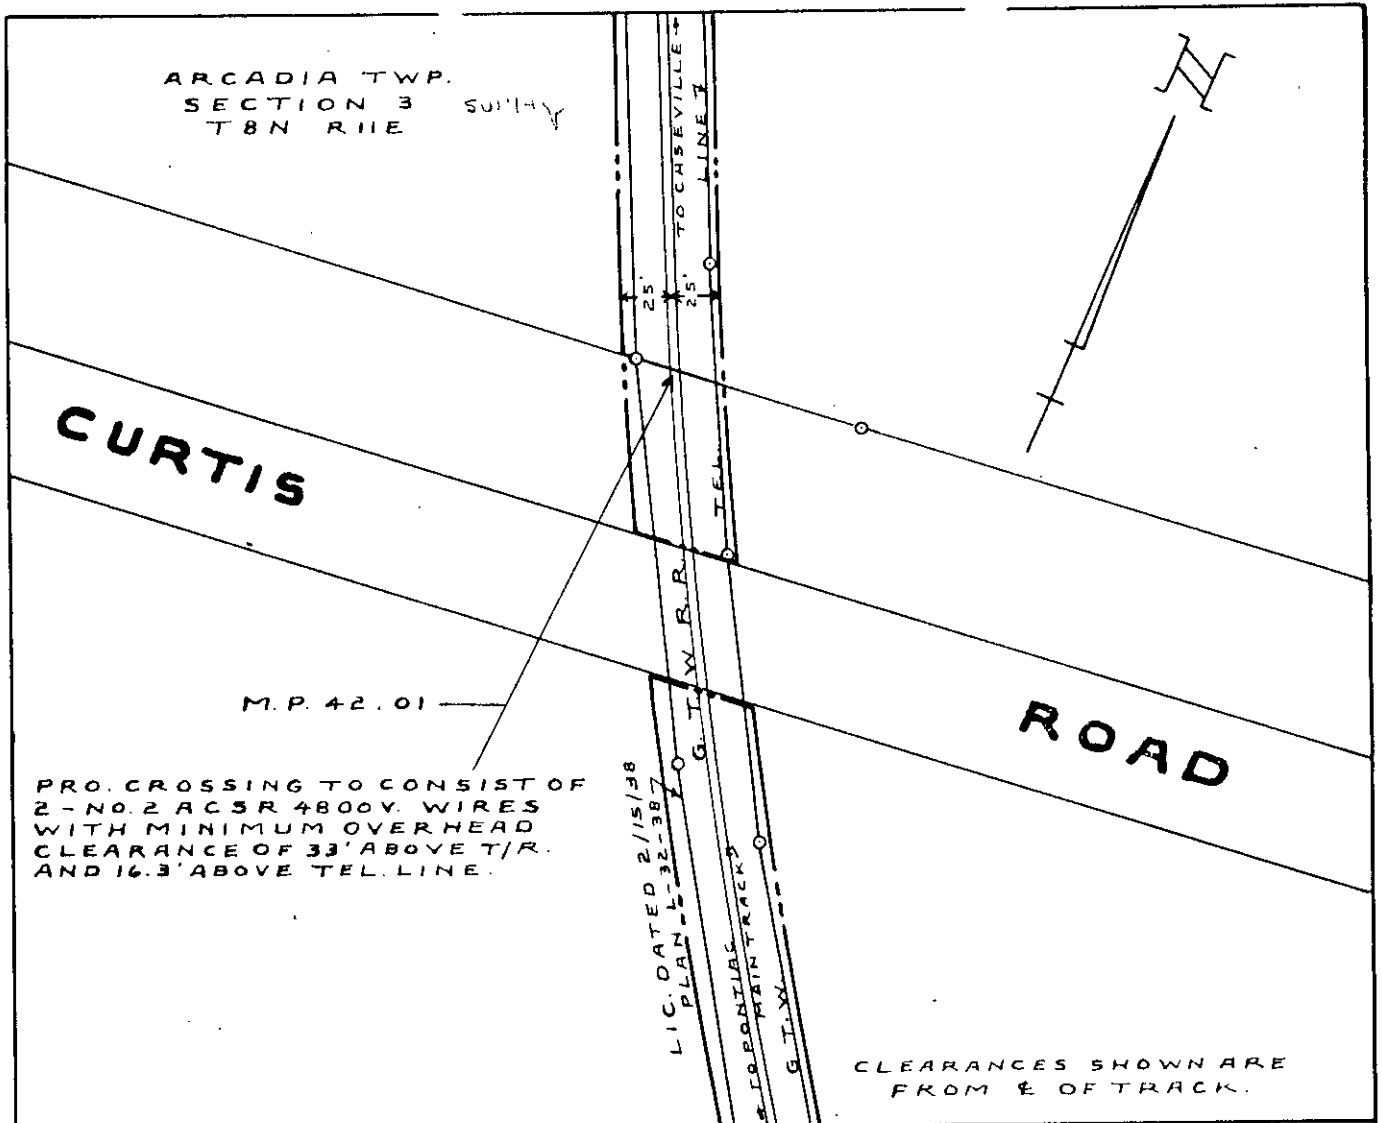 ARCADIA TWP.
SECTION 3
T8N R11E
N
TO CASEVILLE
LINE
25'
25'
CURTIS
TEL.
G. T. W. R. R.
M. P. 42.01
ROAD
PRO. CROSSING TO CONSIST OF
2 - NO. 2 ACSR 4800V. WIRES
WITH MINIMUM OVERHEAD
CLEARANCE OF 33' ABOVE T/R.
AND 16.3' ABOVE TEL. LINE.
LIC. DATED 2/15/38
PLAN L-32-387
TO PONTIAC
MAIN TRACK
G. T. W.
CLEARANCES SHOWN ARE
FROM ℄ OF TRACK.